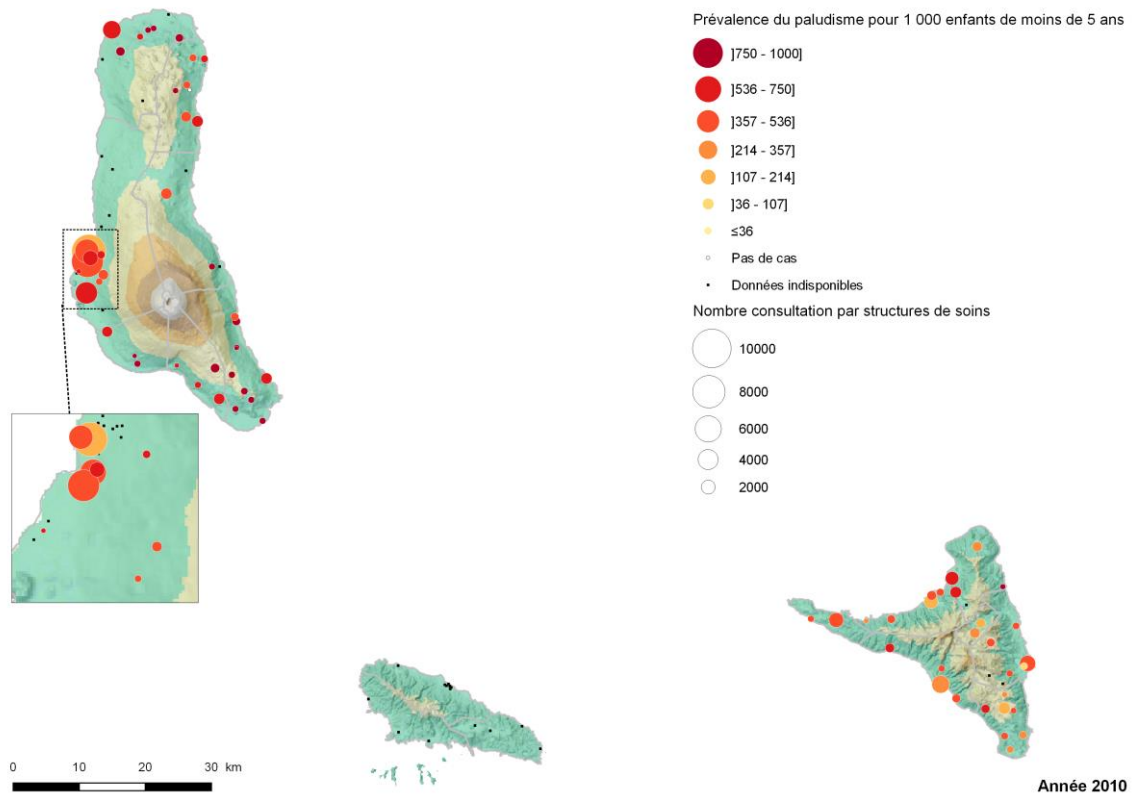 Prévalence du paludisme pour 1 000 enfants de moins de 5 ans
]750 - 1000]
]536 - 750]
]357 - 536]
]214 - 357]
]107 - 214]
]36 - 107]
≤36
Pas de cas
Données indisponibles
Nombre consultation par structures de soins
10000
8000
6000
4000
2000
0 10 20 30 km
Année 2010